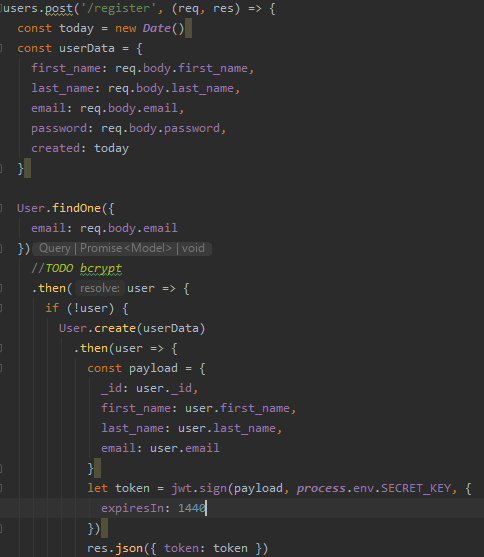 users.post('/register', (req, res) => {
  const today = new Date()
  const userData = {
    first_name: req.body.first_name,
    last_name: req.body.last_name,
    email: req.body.email,
    password: req.body.password,
    created: today
  }
  User.findOne({
    email: req.body.email
  }) Query | Promise<Model> | void
    //TODO bcrypt
    .then( resolve: user => {
      if (!user) {
        User.create(userData)
          .then(user => {
            const payload = {
              _id: user._id,
              first_name: user.first_name,
              last_name: user.last_name,
              email: user.email
            }
            let token = jwt.sign(payload, process.env.SECRET_KEY, {
              expiresIn: 1440
            })
            res.json({ token: token })